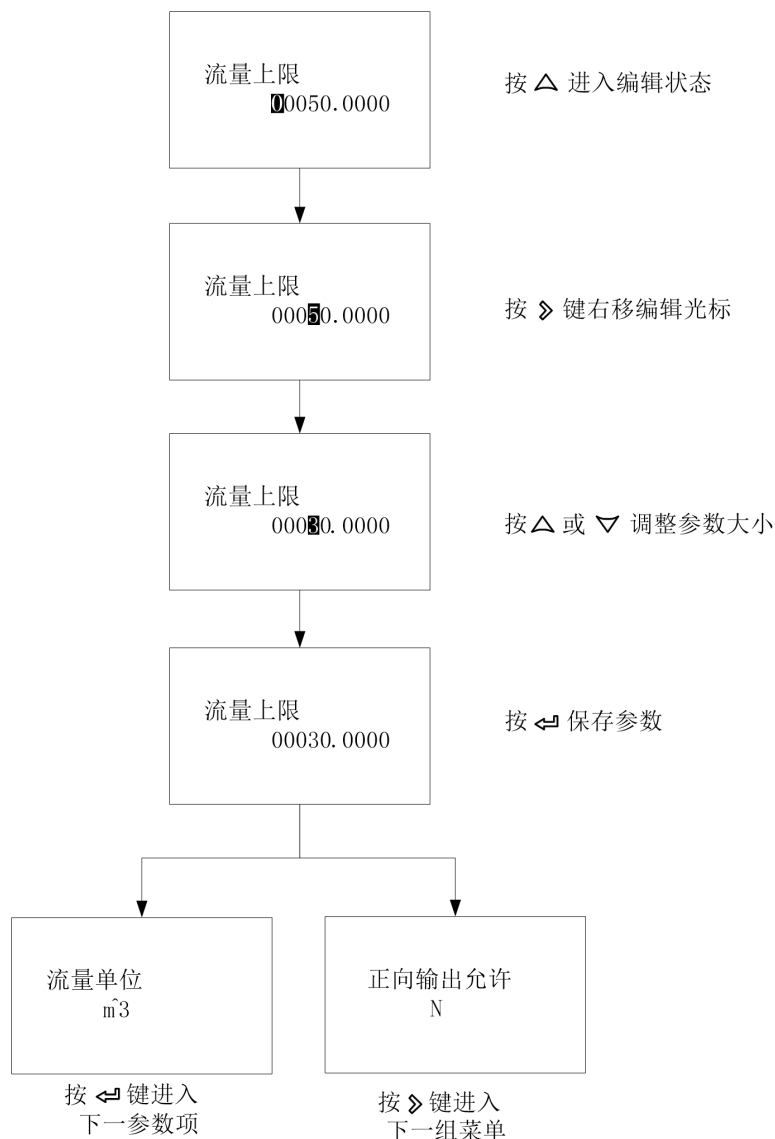 流量上限
00050.0000
按 △ 进入编辑状态
流量上限
00050.0000
按 》 键右移编辑光标
流量上限
00030.0000
按 △ 或 ▽ 调整参数大小
流量上限
00030.0000
按 ↵ 保存参数
流量单位
m^3
按 ↵ 键进入
下一参数项
正向输出允许
N
按 》 键进入
下一组菜单